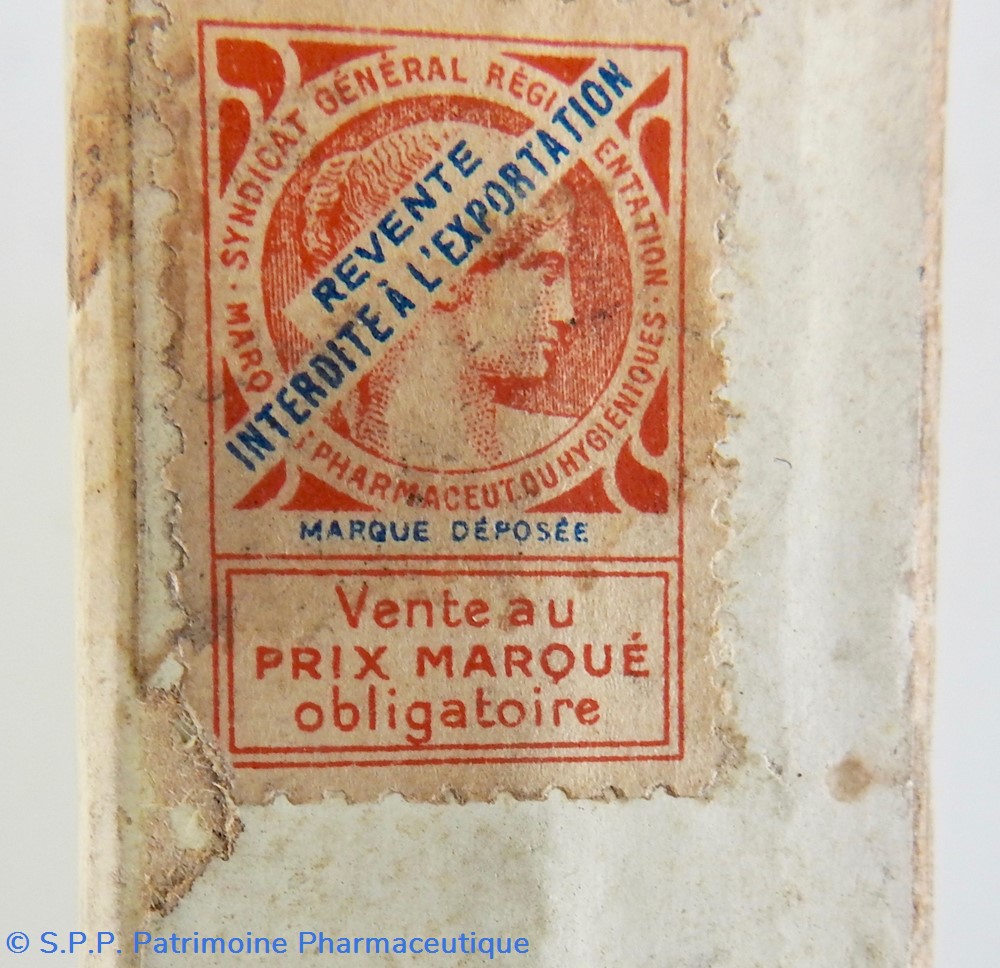 SYNDICAT GÉNÉRAL RÉGI ENTATION
REVENTE
INTERDITE À L'EXPORTATION
MARQ
PHARMACEUT. OU HYGIÉNIQUES
MARQUE DÉPOSÉE
Vente au
PRIX MARQUÉ
obligatoire
© S.P.P. Patrimoine Pharmaceutique